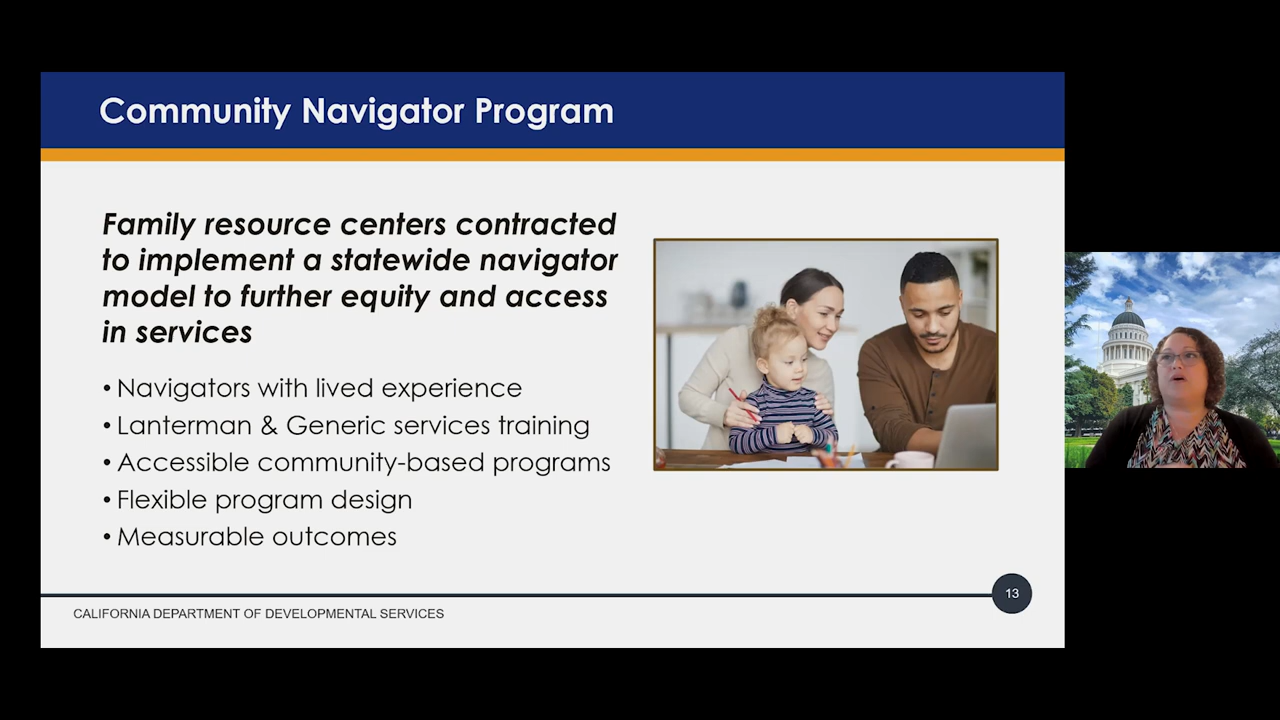 Community Navigator Program
Family resource centers contracted
to implement a statewide navigator
model to further equity and access
in services
• Navigators with lived experience
• Lanterman & Generic services training
• Accessible community-based programs
• Flexible program design
• Measurable outcomes
13
CALIFORNIA DEPARTMENT OF DEVELOPMENTAL SERVICES